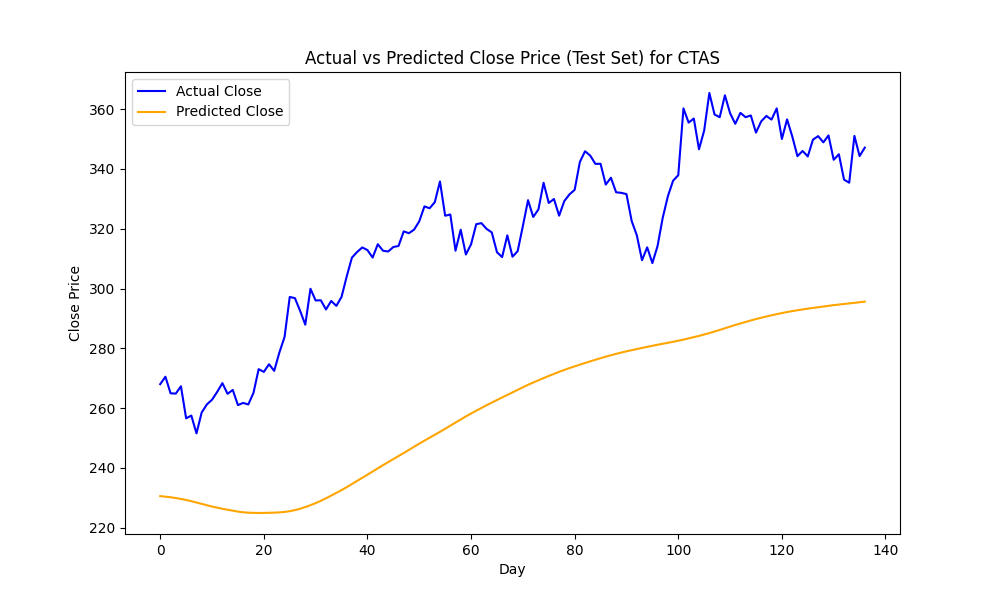 Actual vs Predicted Close Price (Test Set) for CTAS
Actual Close
Predicted Close
Close Price
360
340
320
300
280
260
240
220
0 20 40 60 80 100 120 140
Day